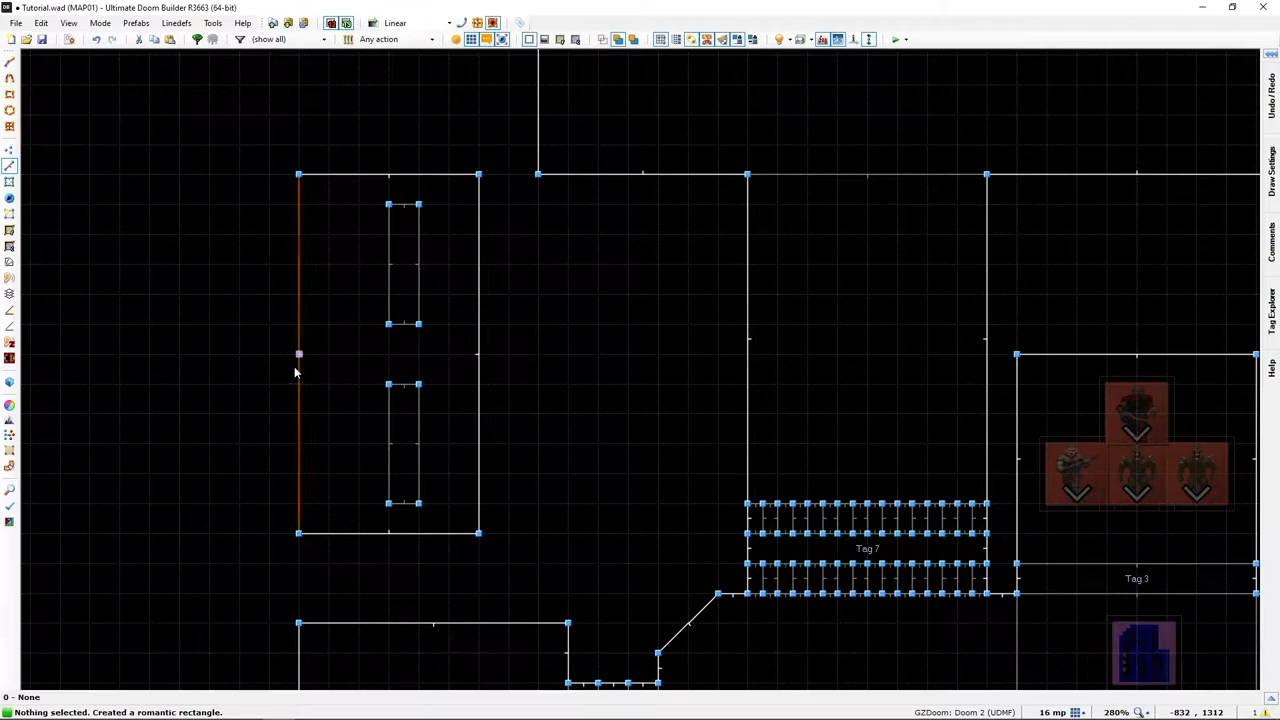 • Tutorial.wad (MAP01) - Ultimate Doom Builder R3663 (64-bit)
File Edit View Mode Prefabs Linedefs Tools Help Linear
(show all) Any action
Undo / Redo
Draw Settings
Comments
Tag Explorer
Help
Tag 7
Tag 3
0 - None
Nothing selected. Created a romantic rectangle. GZDoom: Doom 2 (UDMF) 16 mp 280% -832 , 1312 1